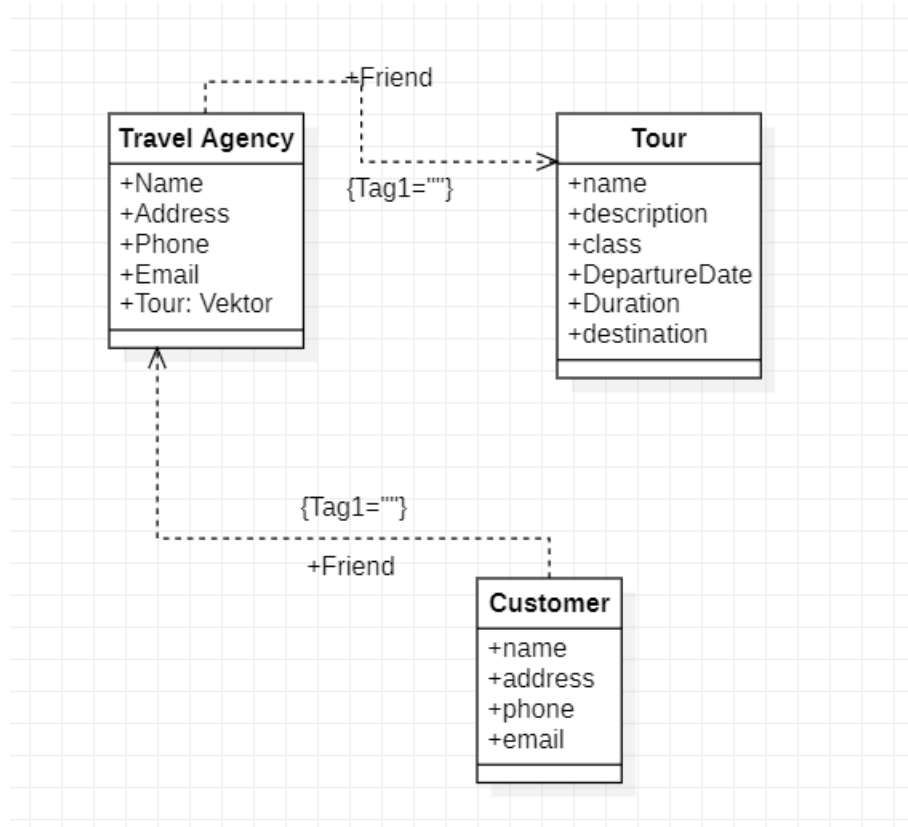 +Friend
Travel Agency
+Name
+Address
+Phone
+Email
+Tour: Vektor
{Tag1=""}
Tour
+name
+description
+class
+DepartureDate
+Duration
+destination
{Tag1=""}
+Friend
Customer
+name
+address
+phone
+email